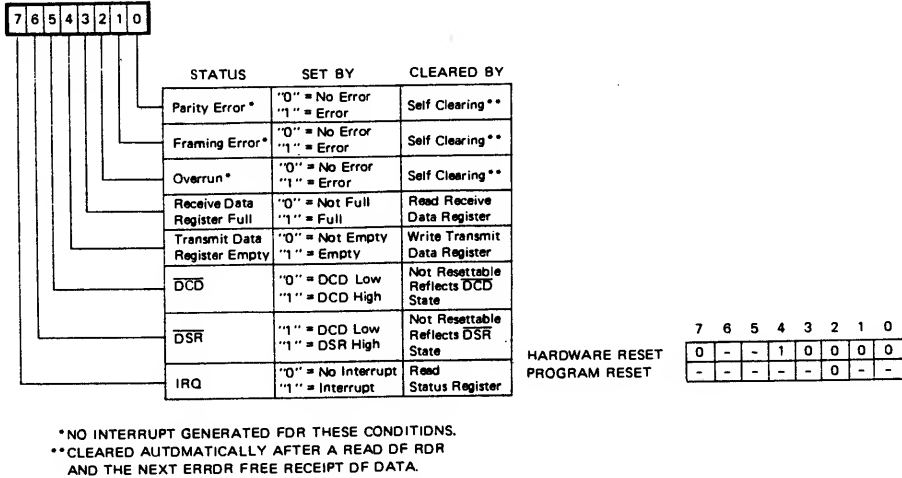 7 6 5 4 3 2 1 0
STATUS SET BY CLEARED BY
Parity Error* "0" = No Error Self Clearing**
"1" = Error
Framing Error* "0" = No Error Self Clearing**
"1" = Error
Overrun* "0" = No Error Self Clearing**
"1" = Error
Receive Data "0" = Not Full Read Receive
Register Full "1" = Full Data Register
Transmit Data "0" = Not Empty Write Transmit
Register Empty "1" = Empty Data Register
DCD "0" = DCD Low Not Resettable
"1" = DCD High Reflects DCD
State
DSR "1" = DCD Low Not Resettable
"1" = DSR High Reflects DSR
State
IRQ "0" = No Interrupt Read
"1" = Interrupt Status Register
7 6 5 4 3 2 1 0
HARDWARE RESET 0 - - 1 0 0 0 0
PROGRAM RESET - - - - - 0 - -
*NO INTERRUPT GENERATED FDR THESE CONDITIDNS.
**CLEARED AUTDMATICALLY AFTER A READ DF RDR
AND THE NEXT ERRDR FREE RECEIPT DF DATA.